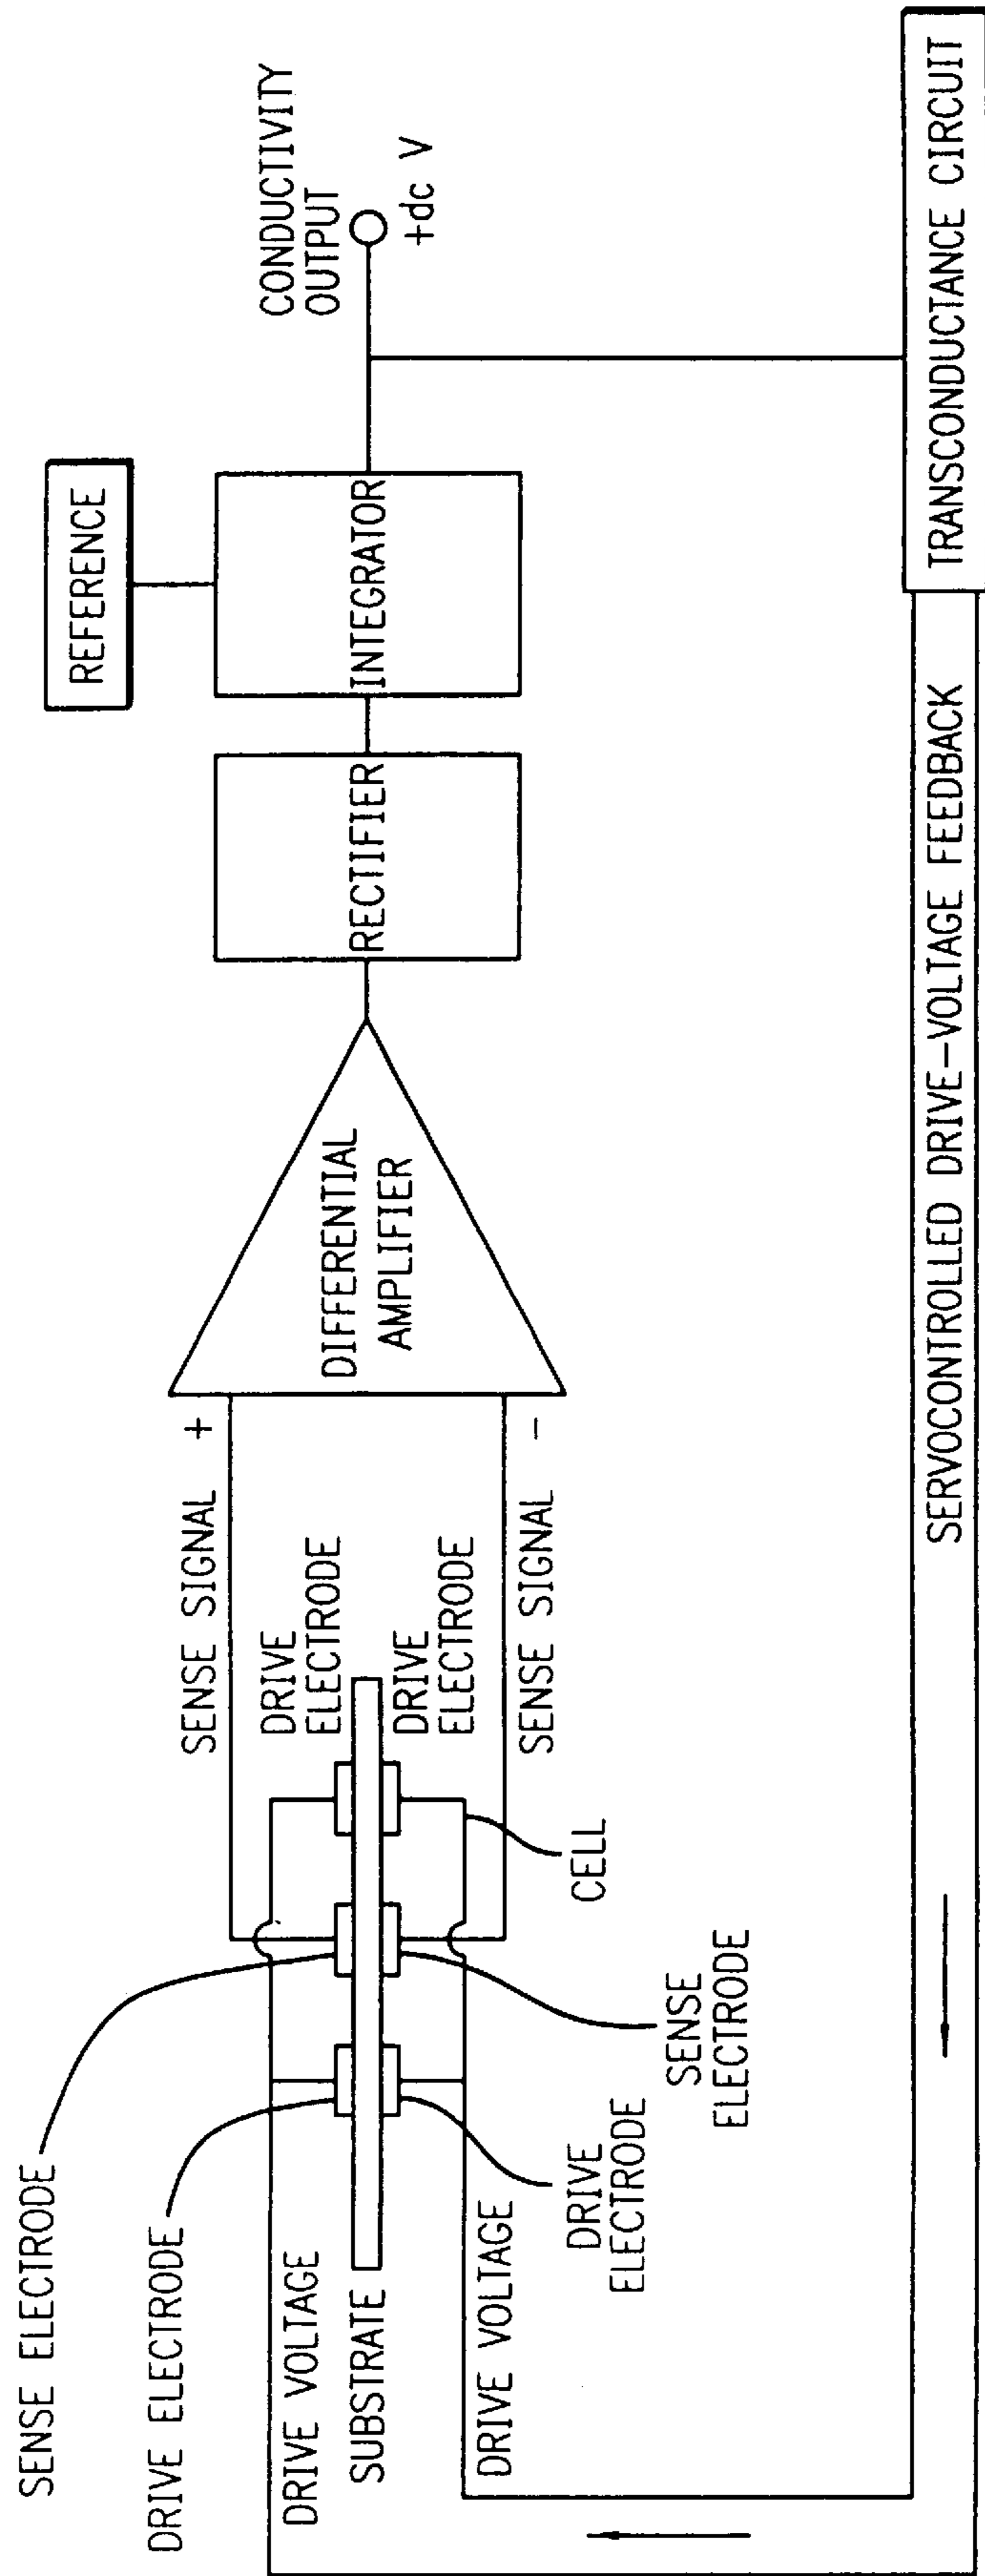 SENSE ELECTRODE
DRIVE ELECTRODE
DRIVE VOLTAGE
SUBSTRATE
DRIVE VOLTAGE
DRIVE
ELECTRODE
SENSE
ELECTRODE
CELL
SENSE SIGNAL +
DRIVE
ELECTRODE
DRIVE
ELECTRODE
SENSE SIGNAL -
DIFFERENTIAL
AMPLIFIER
RECTIFIER
INTEGRATOR
REFERENCE
CONDUCTIVITY
OUTPUT
+dc V
SERVOCONTROLLED DRIVE-VOLTAGE FEEDBACK
TRANSCONDUCTANCE CIRCUIT